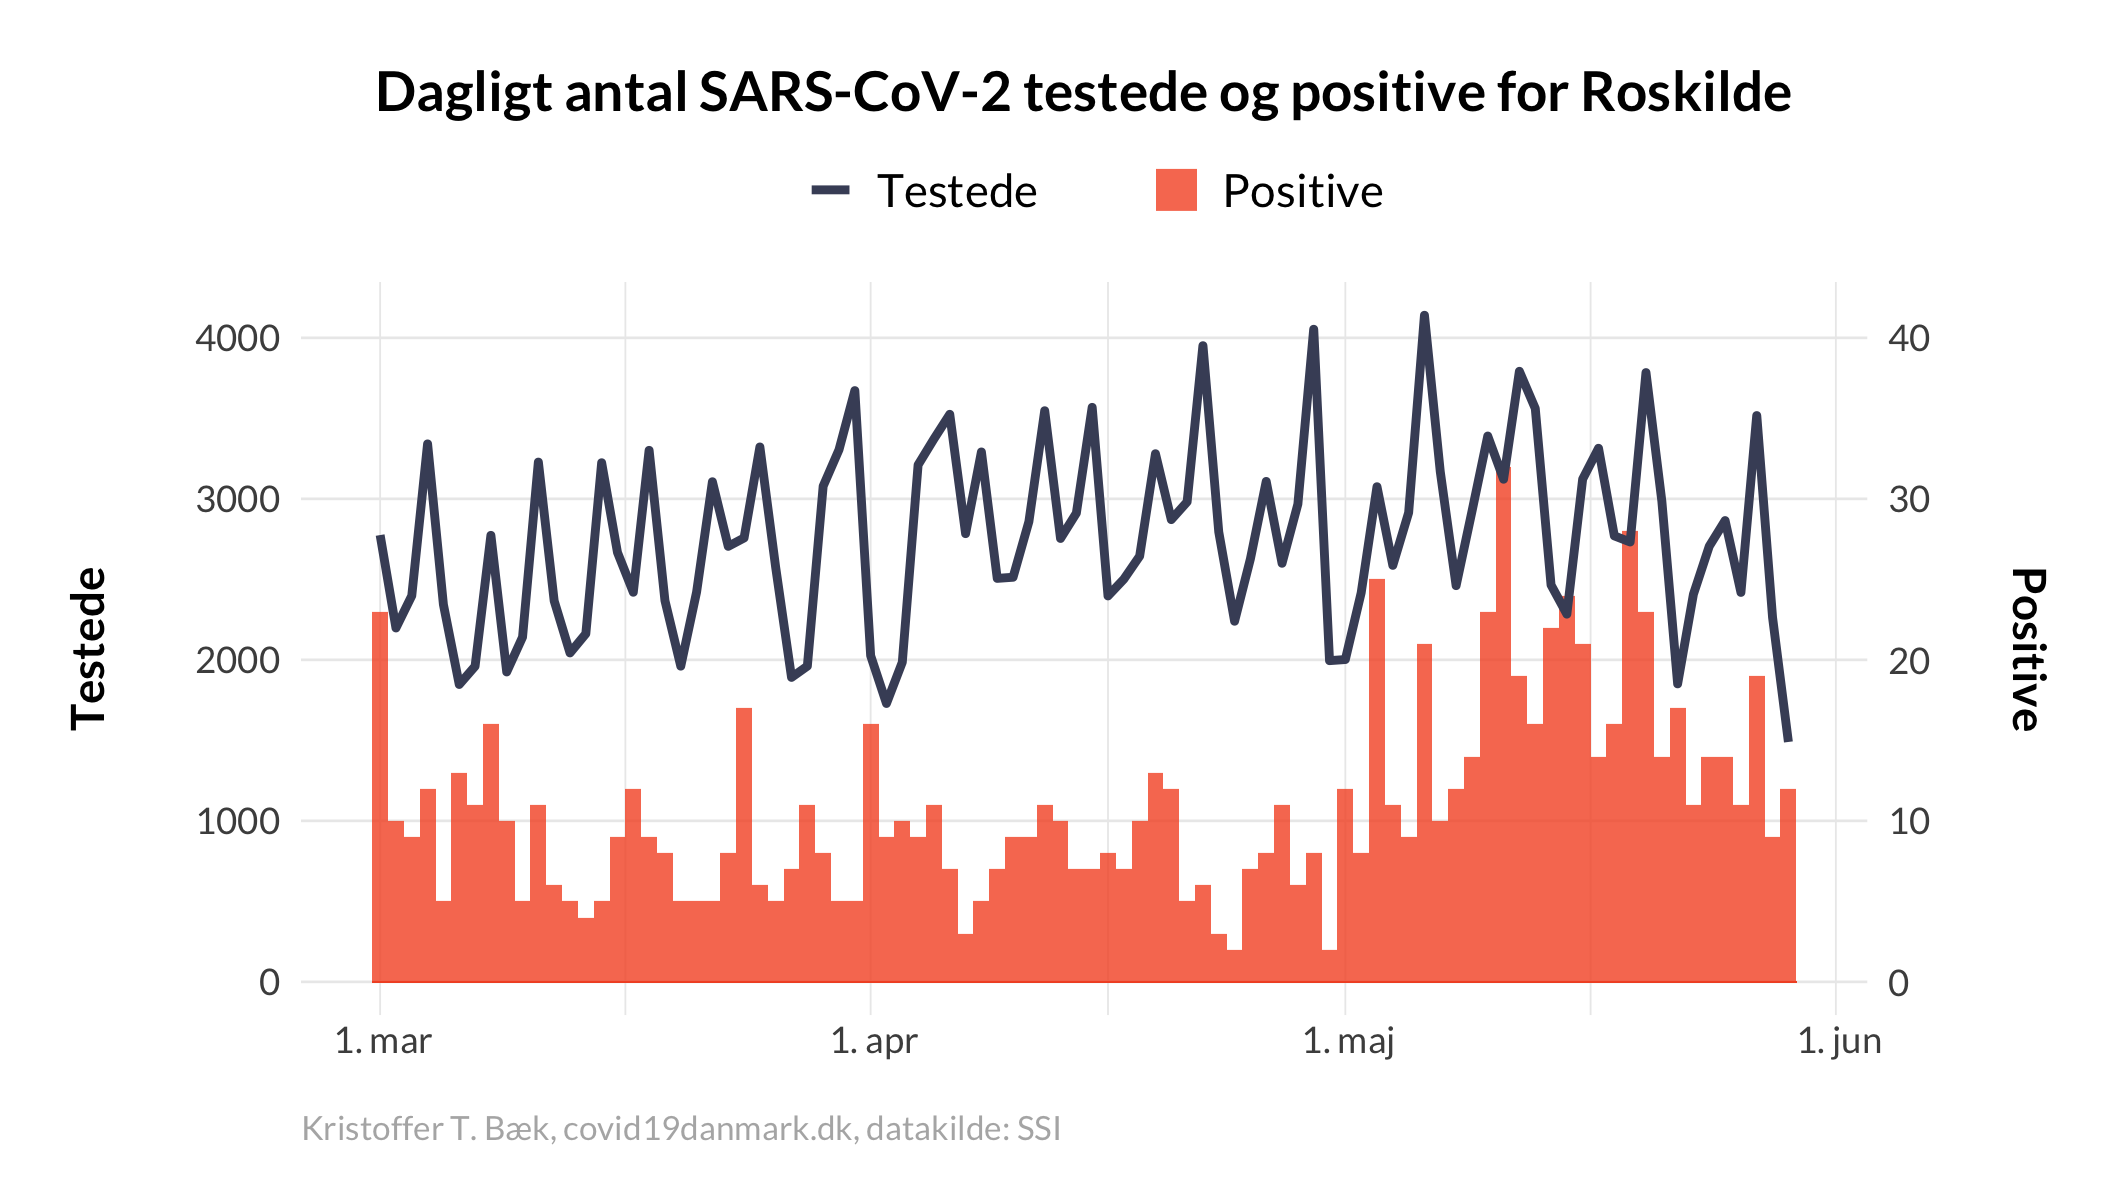 Dagligt antal SARS-CoV-2 testede og positive for Roskilde
Testede Positive
4000 40
3000 30
2000 20
1000 10
0 0
Testede
Positive
1. mar 1. apr 1. maj 1. jun
Kristoffer T. Bæk, covid19danmark.dk, datakilde: SSI